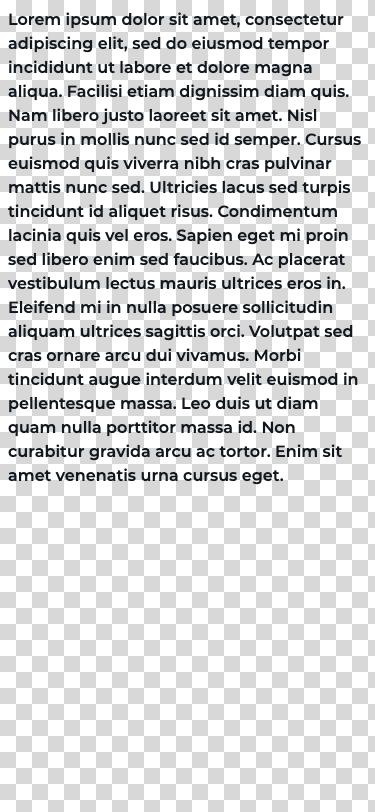 Lorem ipsum dolor sit amet, consectetur
adipiscing elit, sed do eiusmod tempor
incididunt ut labore et dolore magna
aliqua. Facilisi etiam dignissim diam quis.
Nam libero justo laoreet sit amet. Nisl
purus in mollis nunc sed id semper. Cursus
euismod quis viverra nibh cras pulvinar
mattis nunc sed. Ultricies lacus sed turpis
tincidunt id aliquet risus. Condimentum
lacinia quis vel eros. Sapien eget mi proin
sed libero enim sed faucibus. Ac placerat
vestibulum lectus mauris ultrices eros in.
Eleifend mi in nulla posuere sollicitudin
aliquam ultrices sagittis orci. Volutpat sed
cras ornare arcu dui vivamus. Morbi
tincidunt augue interdum velit euismod in
pellentesque massa. Leo duis ut diam
quam nulla porttitor massa id. Non
curabitur gravida arcu ac tortor. Enim sit
amet venenatis urna cursus eget.